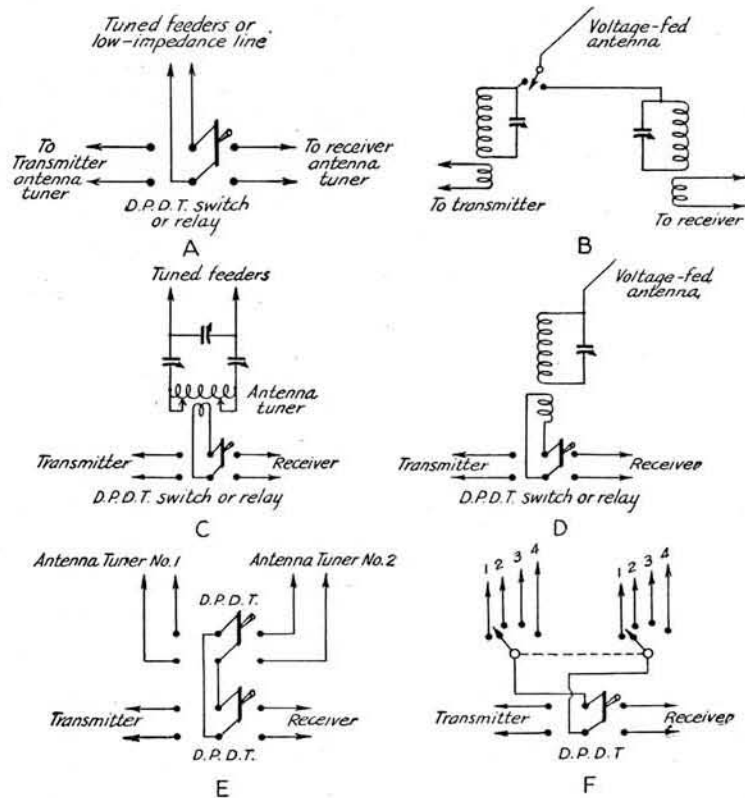 Tuned feeders or
low-impedance line
To
Transmitter
antenna
tuner
To receiver
antenna
tuner
D.P.D.T. switch
or relay
A
Voltage-fed
antenna
To transmitter
To receiver
B
Tuned feeders
Antenna
tuner
Transmitter
Receiver
D.P.D.T. switch or relay
C
Voltage-fed
antenna
Transmitter
Receiver
D.P.D.T. switch or relay
D
Antenna Tuner No.1
Antenna Tuner No.2
D.P.D.T.
Transmitter
Receiver
D.P.D.T.
E
1 2 3 4
1 2 3 4
Transmitter
Receiver
D.P.D.T
F